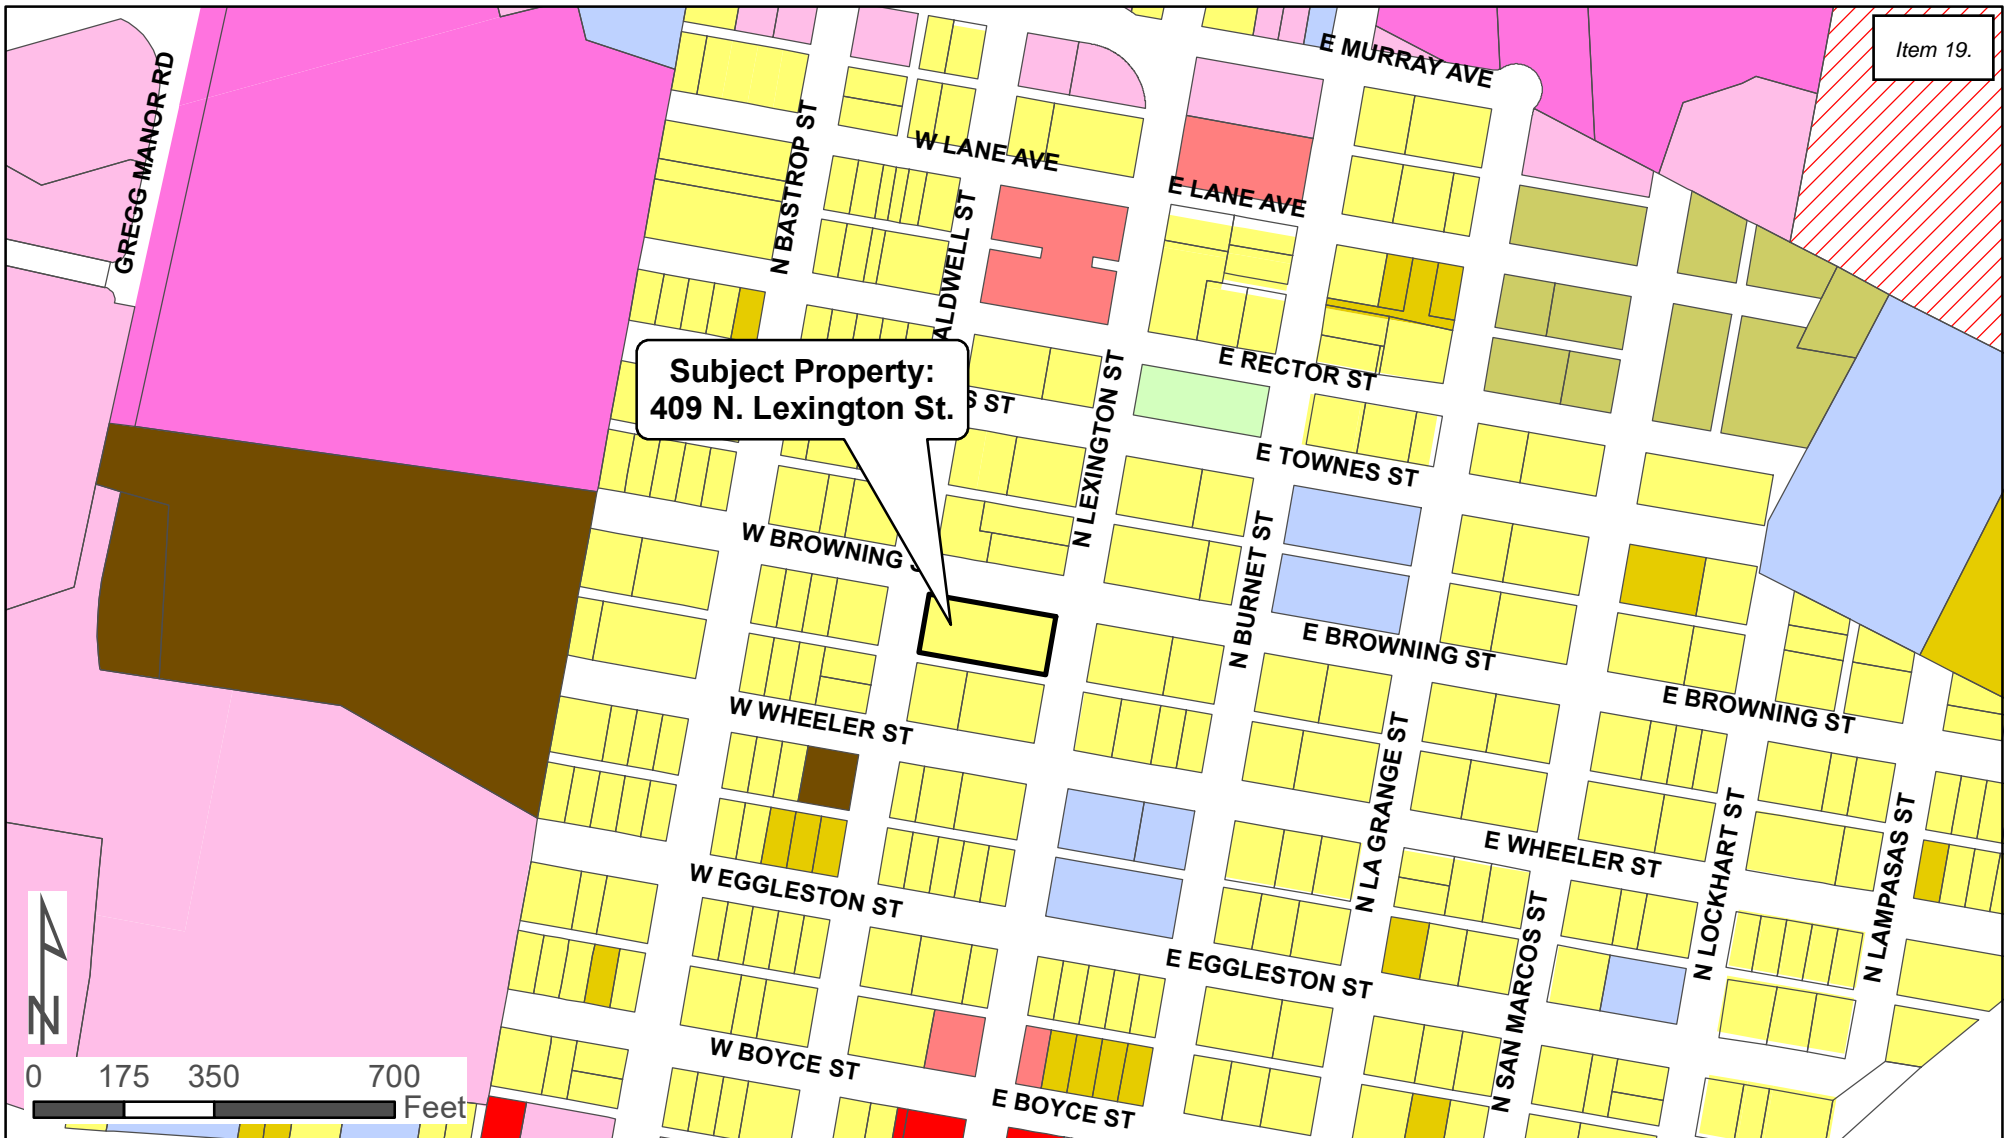 Item 19.
E MURRAY AVE
GREGG MANOR RD
N BASTROP ST
W LANE AVE
E LANE AVE
ALDWELL ST
Subject Property:
409 N. Lexington St.
S ST
N LEXINGTON ST
E RECTOR ST
E TOWNES ST
W BROWNING S
N BURNET ST
E BROWNING ST
E BROWNING ST
W WHEELER ST
N LA GRANGE ST
E WHEELER ST
N LOCKHART ST
N LAMPASAS ST
W EGGLESTON ST
N SAN MARCOS ST
E EGGLESTON ST
W BOYCE ST
E BOYCE ST
N
0 175 350 700
Feet